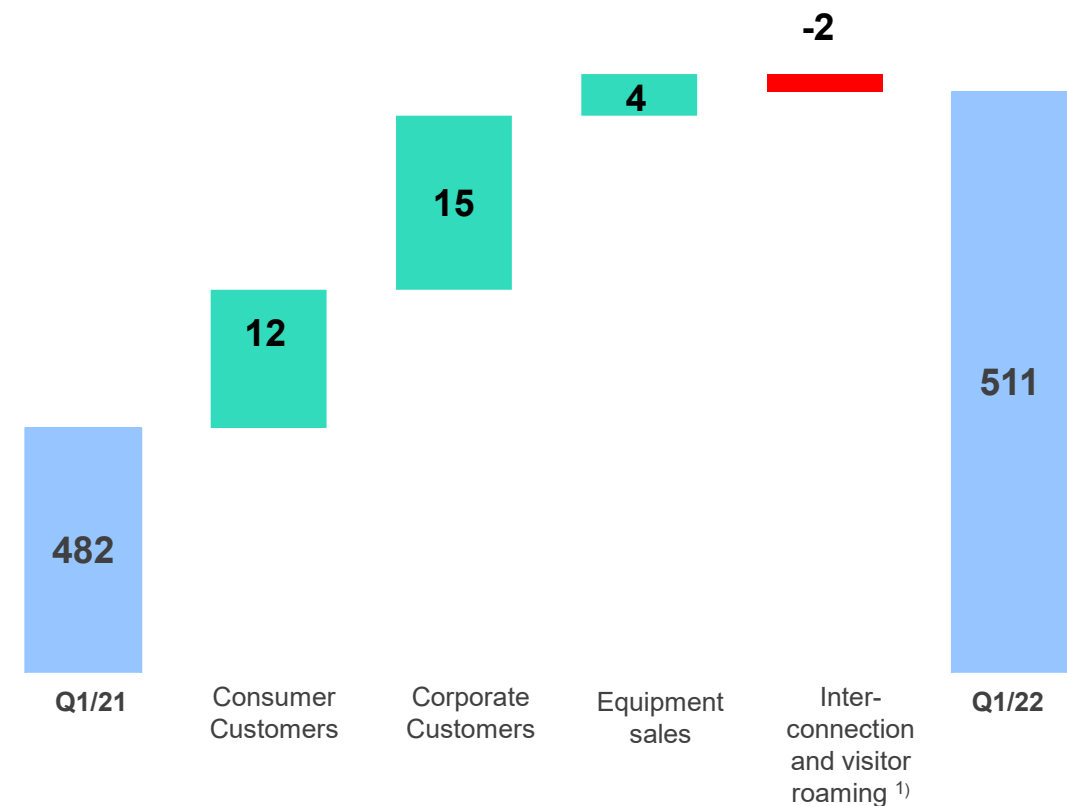 -2
4
15
12
511
482
Q1/21
Consumer
Customers
Corporate
Customers
Equipment
sales
Inter-
connection
and visitor
roaming 1)
Q1/22